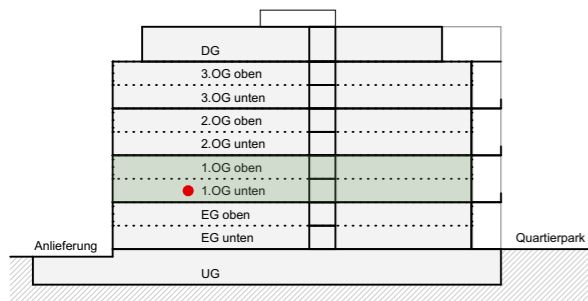 DG
3.OG oben
3.OG unten
2.OG oben
2.OG unten
1.OG oben
1.OG unten
EG oben
Anlieferung
EG unten
Quartierpark
UG